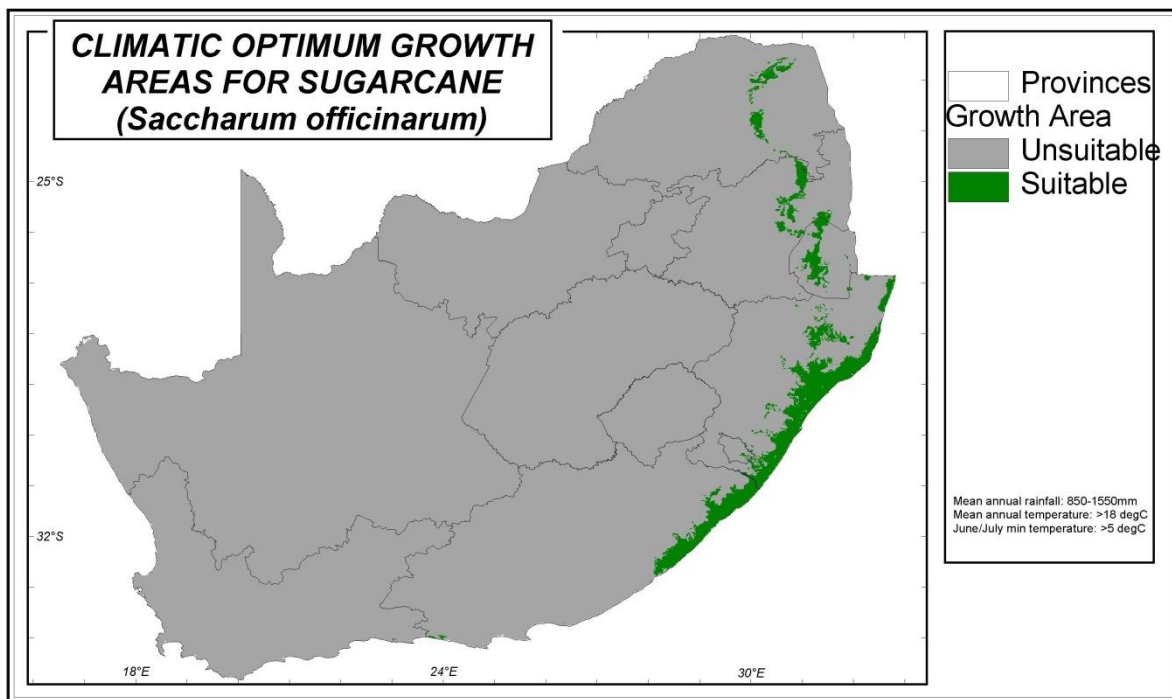 CLIMATIC OPTIMUM GROWTH
AREAS FOR SUGARCANE
(Saccharum officinarum)
Provinces
Growth Area
Unsuitable
Suitable
25°S
32°S
18°E
24°E
30°E
Mean annual rainfall: 850-1550mm
Mean annual temperature: >18 degC
June/July min temperature: >5 degC